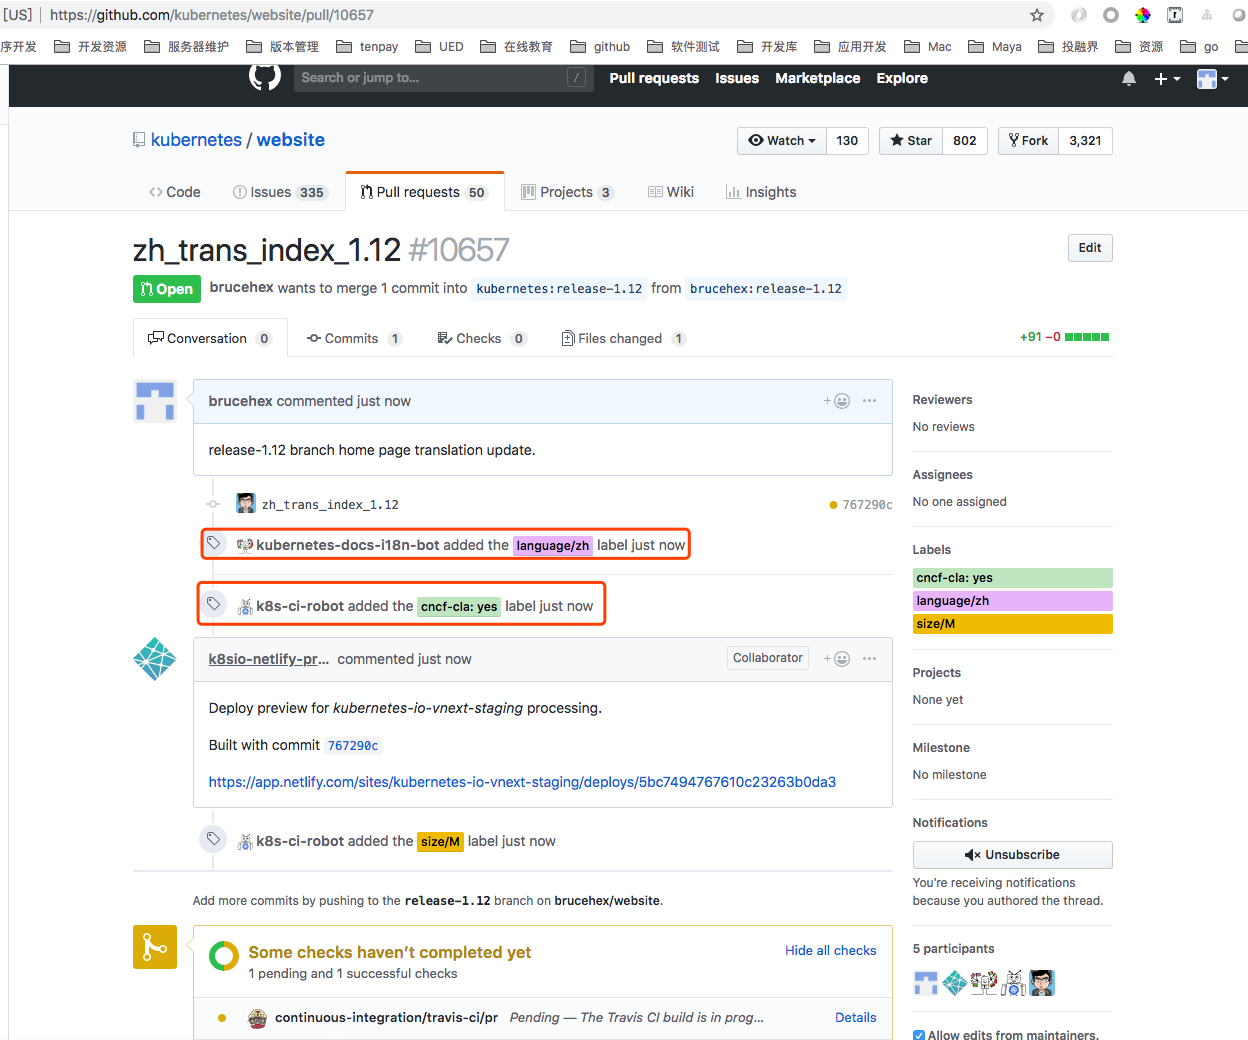 [US] https://github.com/kubernetes/website/pull/10657
序开发 开发资源 服务器维护 版本管理 tenpay UED 在线教育 github 软件测试 开发库 应用开发 Mac Maya 投融界 资源 go
Search or jump to... / Pull requests Issues Marketplace Explore
kubernetes / website
Watch 130 Star 802 Fork 3,321
Code Issues 335 Pull requests 50 Projects 3 Wiki Insights
zh_trans_index_1.12 #10657
Edit
Open brucehex wants to merge 1 commit into kubernetes:release-1.12 from brucehex:release-1.12
Conversation 0 Commits 1 Checks 0 Files changed 1 +91 −0
brucehex commented just now
release-1.12 branch home page translation update.
zh_trans_index_1.12 767290c
kubernetes-docs-i18n-bot added the language/zh label just now
k8s-ci-robot added the cncf-cla: yes label just now
k8sio-netlify-pr... commented just now Collaborator
Deploy preview for kubernetes-io-vnext-staging processing.
Built with commit 767290c
https://app.netlify.com/sites/kubernetes-io-vnext-staging/deploys/5bc7494767610c23263b0da3
k8s-ci-robot added the size/M label just now
Add more commits by pushing to the release-1.12 branch on brucehex/website.
Some checks haven't completed yet
Hide all checks
1 pending and 1 successful checks
continuous-integration/travis-ci/pr Pending — The Travis CI build is in prog... Details
Reviewers
No reviews
Assignees
No one assigned
Labels
cncf-cla: yes
language/zh
size/M
Projects
None yet
Milestone
No milestone
Notifications
Unsubscribe
You're receiving notifications
because you authored the thread.
5 participants
Allow edits from maintainers.